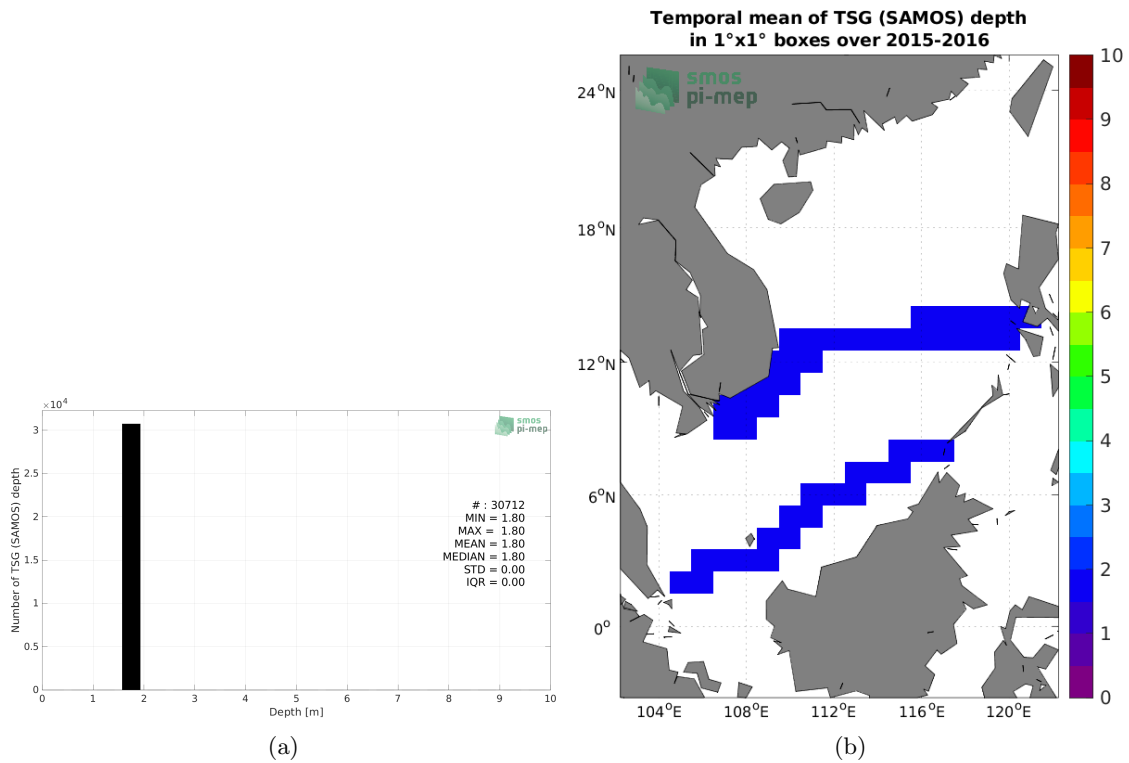 ×10⁴
3
2.5
2
1.5
1
0.5
0
Number of TSG (SAMOS) depth
smos
pi-mep
# : 30712
MIN = 1.80
MAX = 1.80
MEAN = 1.80
MEDIAN = 1.80
STD = 0.00
IQR = 0.00
0 1 2 3 4 5 6 7 8 9 10
Depth [m]
(a)
Temporal mean of TSG (SAMOS) depth
in 1°x1° boxes over 2015-2016
smos
pi-mep
24°N
18°N
12°N
6°N
0°
104°E 108°E 112°E 116°E 120°E
10
9
8
7
6
5
4
3
2
1
0
(b)